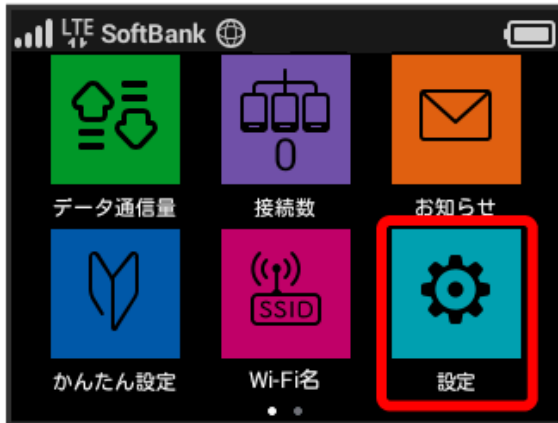 LTE SoftBank
0
データ通信量 接続数 お知らせ
SSID
かんたん設定 Wi-Fi名 設定